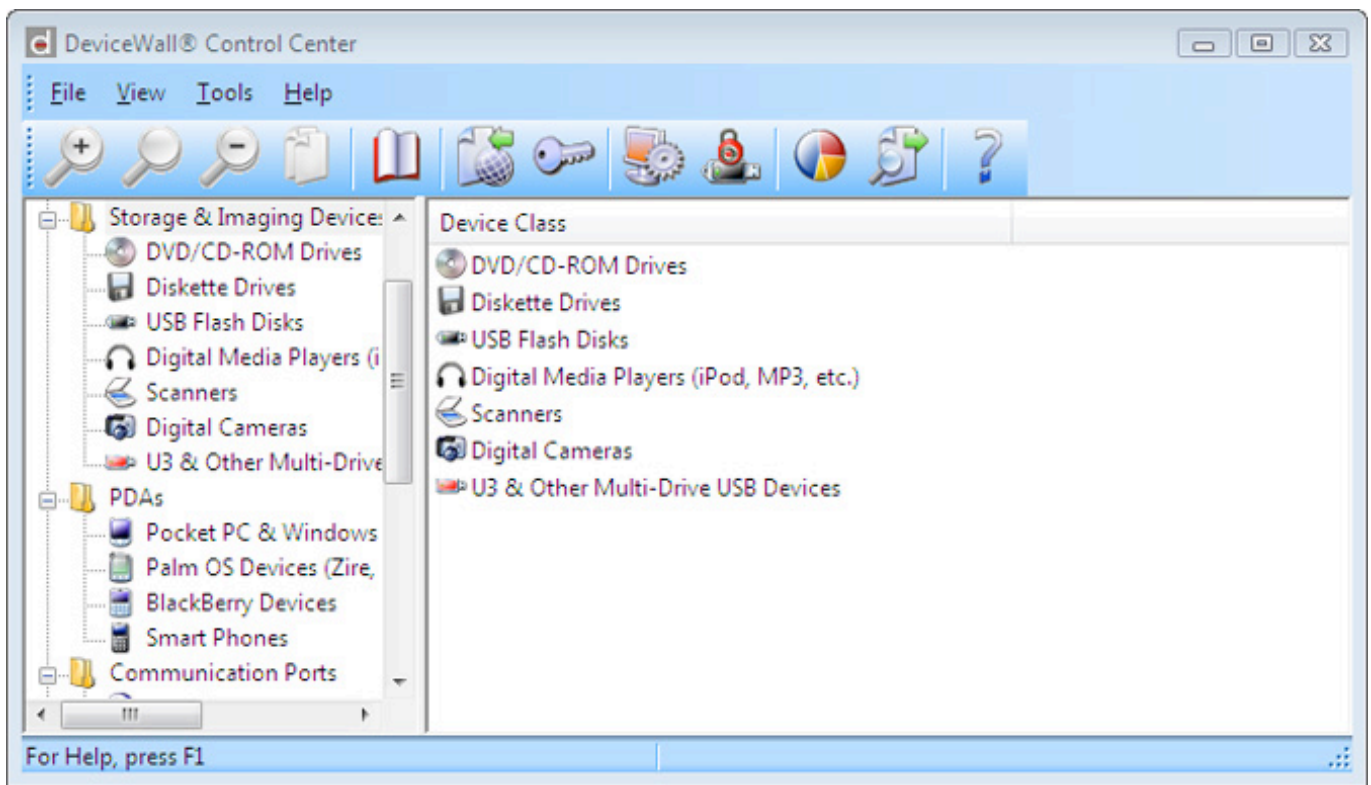 DeviceWall® Control Center
File View Tools Help
Storage & Imaging Device
DVD/CD-ROM Drives
Diskette Drives
USB Flash Disks
Digital Media Players (i
Scanners
Digital Cameras
U3 & Other Multi-Drive
PDAs
Pocket PC & Windows
Palm OS Devices (Zire,
BlackBerry Devices
Smart Phones
Communication Ports
Device Class
DVD/CD-ROM Drives
Diskette Drives
USB Flash Disks
Digital Media Players (iPod, MP3, etc.)
Scanners
Digital Cameras
U3 & Other Multi-Drive USB Devices
For Help, press F1